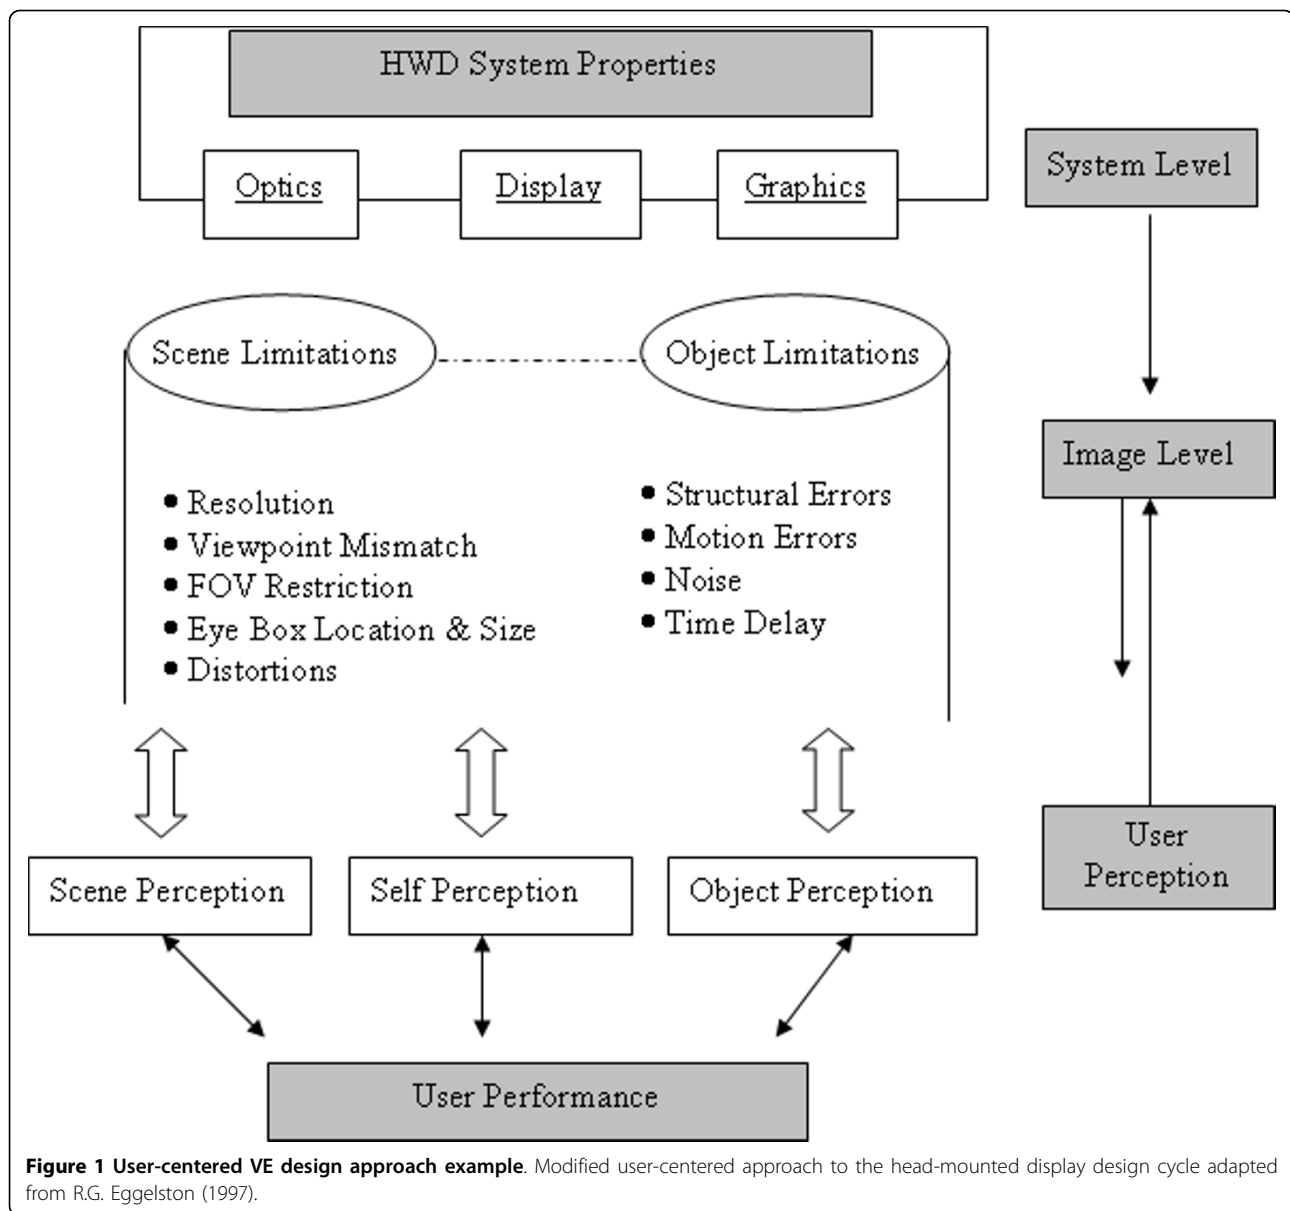 HWD System Properties
Optics
Display
Graphics
System Level
Scene Limitations
Object Limitations
Image Level
• Resolution
• Viewpoint Mismatch
• FOV Restriction
• Eye Box Location & Size
• Distortions
• Structural Errors
• Motion Errors
• Noise
• Time Delay
User
Perception
Scene Perception
Self Perception
Object Perception
User Performance
Figure 1 User-centered VE design approach example. Modified user-centered approach to the head-mounted display design cycle adapted
from R.G. Eggelston (1997).